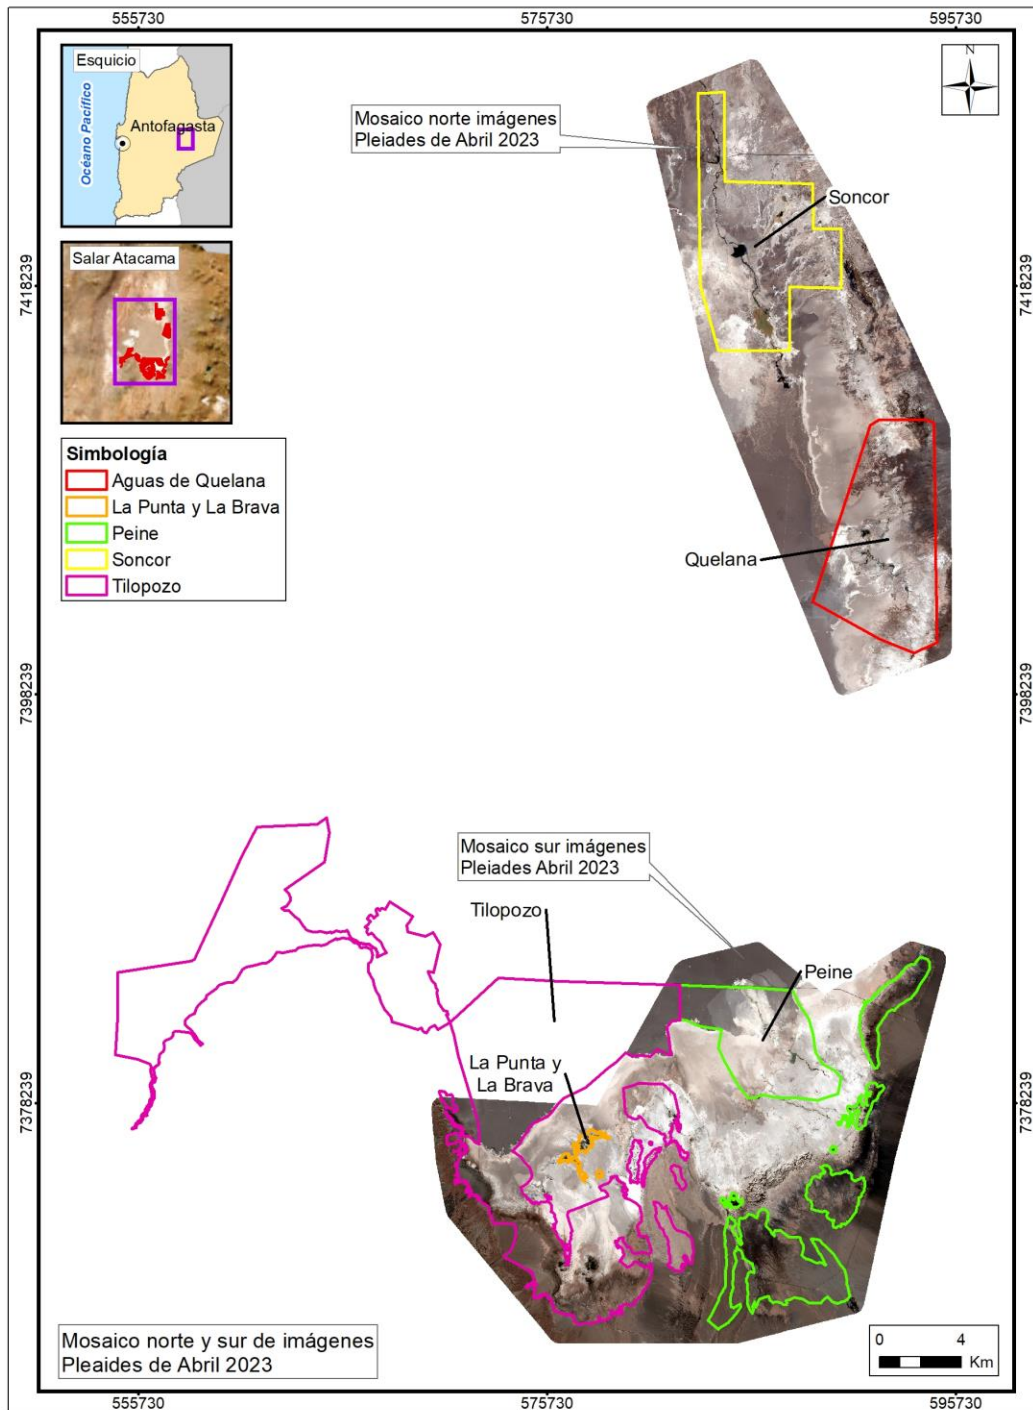 555730
575730
595730
Esquicio
Océano Pacífico
Antofagasta
N
Mosaico norte imágenes
Pleiades de Abril 2023
Soncor
7418239
7418239
Salar Atacama
Simbología
Aguas de Quelana
La Punta y La Brava
Peine
Soncor
Tilopozo
Quelana
7398239
7398239
Mosaico sur imágenes
Pleiades Abril 2023
Tilopozo
Peine
La Punta y
La Brava
7378239
7378239
Mosaico norte y sur de imágenes
Pleaides de Abril 2023
0 4
Km
555730
575730
595730